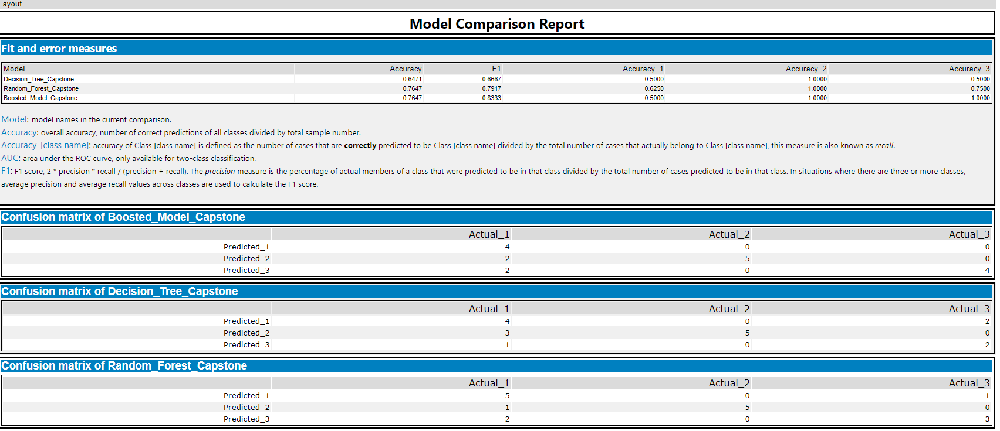 Layout
Model Comparison Report
Fit and error measures
Model Accuracy F1 Accuracy_1 Accuracy_2 Accuracy_3
Decision_Tree_Capstone 0.6471 0.6667 0.5000 1.0000 0.5000
Random_Forest_Capstone 0.7647 0.7917 0.6250 1.0000 0.7500
Boosted_Model_Capstone 0.7647 0.8333 0.5000 1.0000 1.0000
Model: model names in the current comparison.
Accuracy: overall accuracy, number of correct predictions of all classes divided by total sample number.
Accuracy_[class name]: accuracy of Class [class name] is defined as the number of cases that are correctly predicted to be Class [class name] divided by the total number of cases that actually belong to Class [class name], this measure is also known as recall.
AUC: area under the ROC curve, only available for two-class classification.
F1: F1 score, 2 * precision * recall / (precision + recall). The precision measure is the percentage of actual members of a class that were predicted to be in that class divided by the total number of cases predicted to be in that class. In situations where there are three or more classes,
average precision and average recall values across classes are used to calculate the F1 score.
Confusion matrix of Boosted_Model_Capstone
Actual_1 Actual_2 Actual_3
Predicted_1 4 0 0
Predicted_2 2 5 0
Predicted_3 2 0 4
Confusion matrix of Decision_Tree_Capstone
Actual_1 Actual_2 Actual_3
Predicted_1 4 0 2
Predicted_2 3 5 0
Predicted_3 1 0 2
Confusion matrix of Random_Forest_Capstone
Actual_1 Actual_2 Actual_3
Predicted_1 5 0 1
Predicted_2 1 5 0
Predicted_3 2 0 3